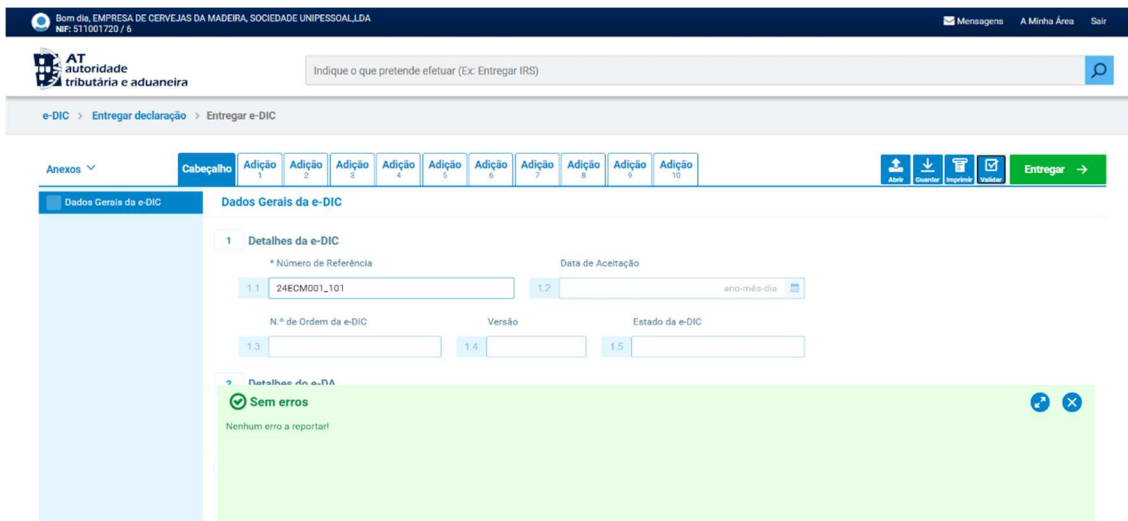 Bom dia, EMPRESA DE CERVEJAS DA MADEIRA, SOCIEDADE UNIPESSOAL,LDA
NIF: 511001720 / 6
Mensagens A Minha Área Sair
AT
autoridade
tributária e aduaneira
Indique o que pretende efetuar (Ex: Entregar IRS)
e-DIC > Entregar declaração > Entregar e-DIC
Anexos
Cabeçalho
Adição 1
Adição 2
Adição 3
Adição 4
Adição 5
Adição 6
Adição 7
Adição 8
Adição 9
Adição 10
Abrir Guardar Imprimir Validar
Entregar →
Dados Gerais da e-DIC
Dados Gerais da e-DIC
1 Detalhes da e-DIC
* Número de Referência Data de Aceitação
1.1 24ECM001_101 1.2 ano-mês-dia
N.º de Ordem da e-DIC Versão Estado da e-DIC
1.3 1.4 1.5
2 Detalhes do e-DA
Sem erros
Nenhum erro a reportar!